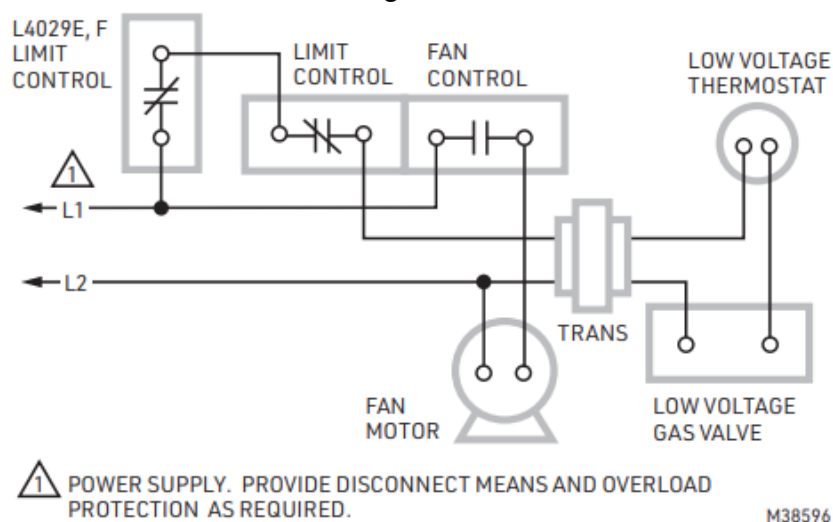 L4029E, F
LIMIT
CONTROL
LIMIT
CONTROL
FAN
CONTROL
LOW VOLTAGE
THERMOSTAT
1
L1
L2
TRANS
FAN
MOTOR
LOW VOLTAGE
GAS VALVE
1 POWER SUPPLY. PROVIDE DISCONNECT MEANS AND OVERLOAD
PROTECTION AS REQUIRED.
M38596